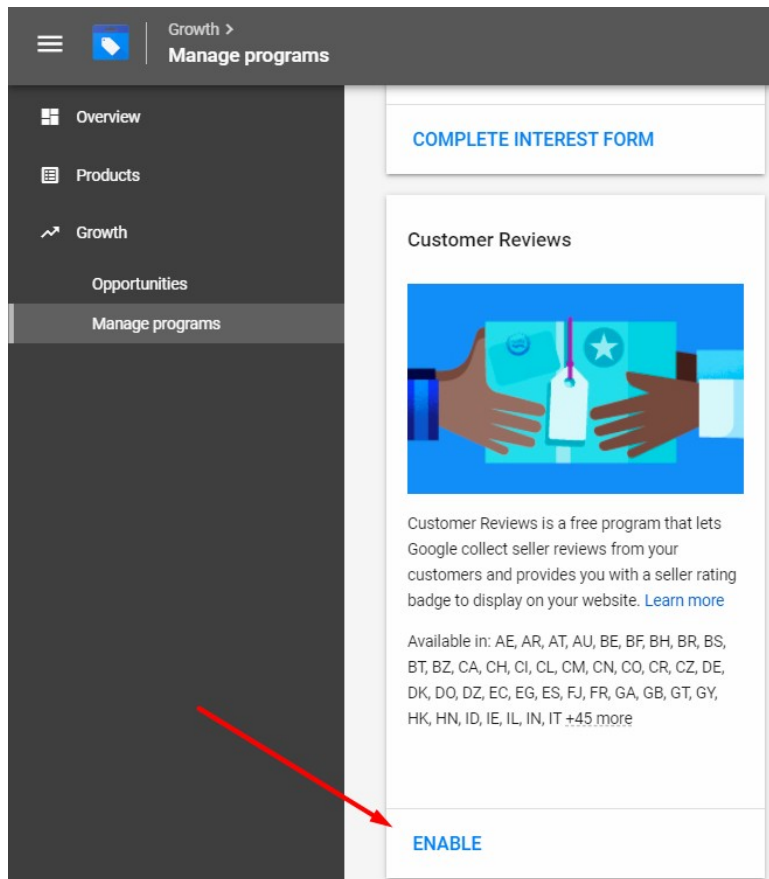 Growth >
Manage programs
Overview
Products
Growth
Opportunities
Manage programs
COMPLETE INTEREST FORM
Customer Reviews
Customer Reviews is a free program that lets
Google collect seller reviews from your
customers and provides you with a seller rating
badge to display on your website. Learn more
Available in: AE, AR, AT, AU, BE, BF, BH, BR, BS,
BT, BZ, CA, CH, CI, CL, CM, CN, CO, CR, CZ, DE,
DK, DO, DZ, EC, EG, ES, FJ, FR, GA, GB, GT, GY,
HK, HN, ID, IE, IL, IN, IT +45 more
ENABLE